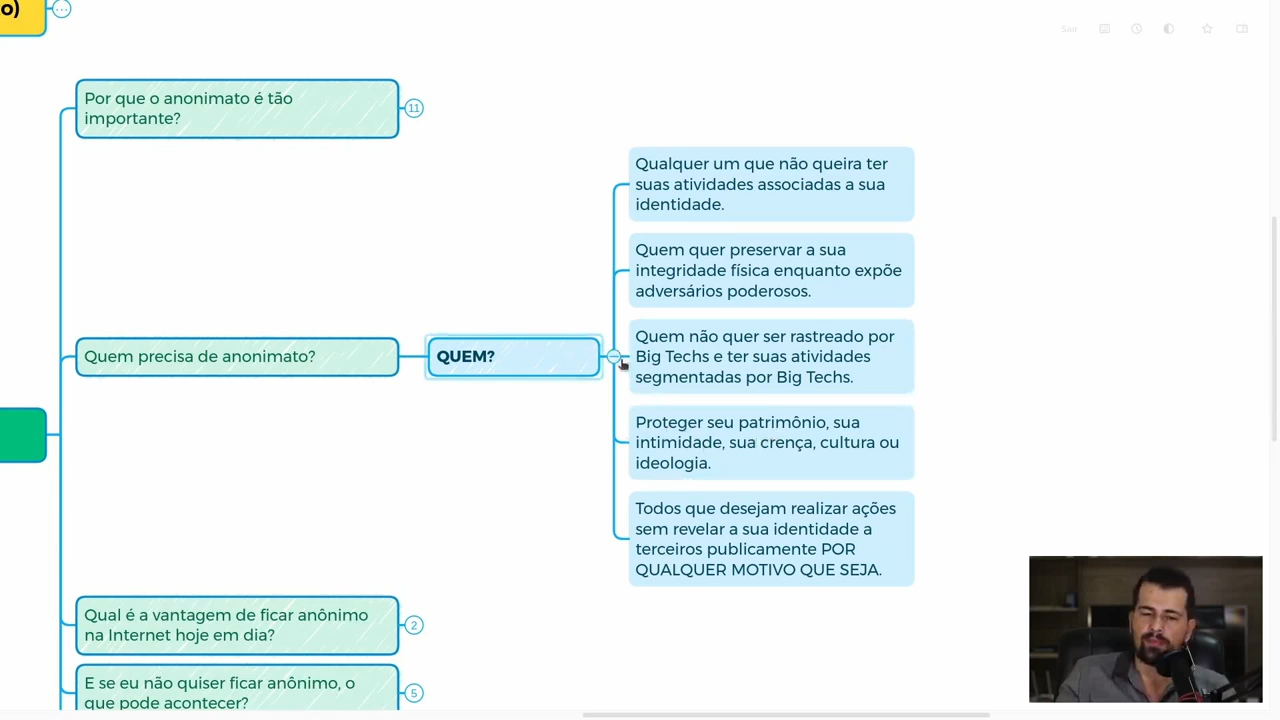 o)
Por que o anonimato é tão
importante?
11
Qualquer um que não queira ter
suas atividades associadas a sua
identidade.
Quem quer preservar a sua
integridade física enquanto expõe
adversários poderosos.
Quem precisa de anonimato?
QUEM?
Quem não quer ser rastreado por
Big Techs e ter suas atividades
segmentadas por Big Techs.
Proteger seu patrimônio, sua
intimidade, sua crença, cultura ou
ideologia.
Todos que desejam realizar ações
sem revelar a sua identidade a
terceiros publicamente POR
QUALQUER MOTIVO QUE SEJA.
Qual é a vantagem de ficar anônimo
na Internet hoje em dia?
2
E se eu não quiser ficar anônimo, o
que pode acontecer?
5